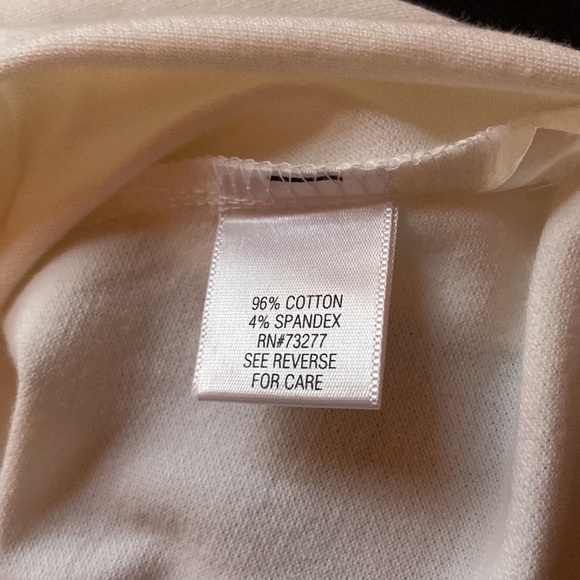 96% COTTON
4% SPANDEX
RN#73277
SEE REVERSE
FOR CARE